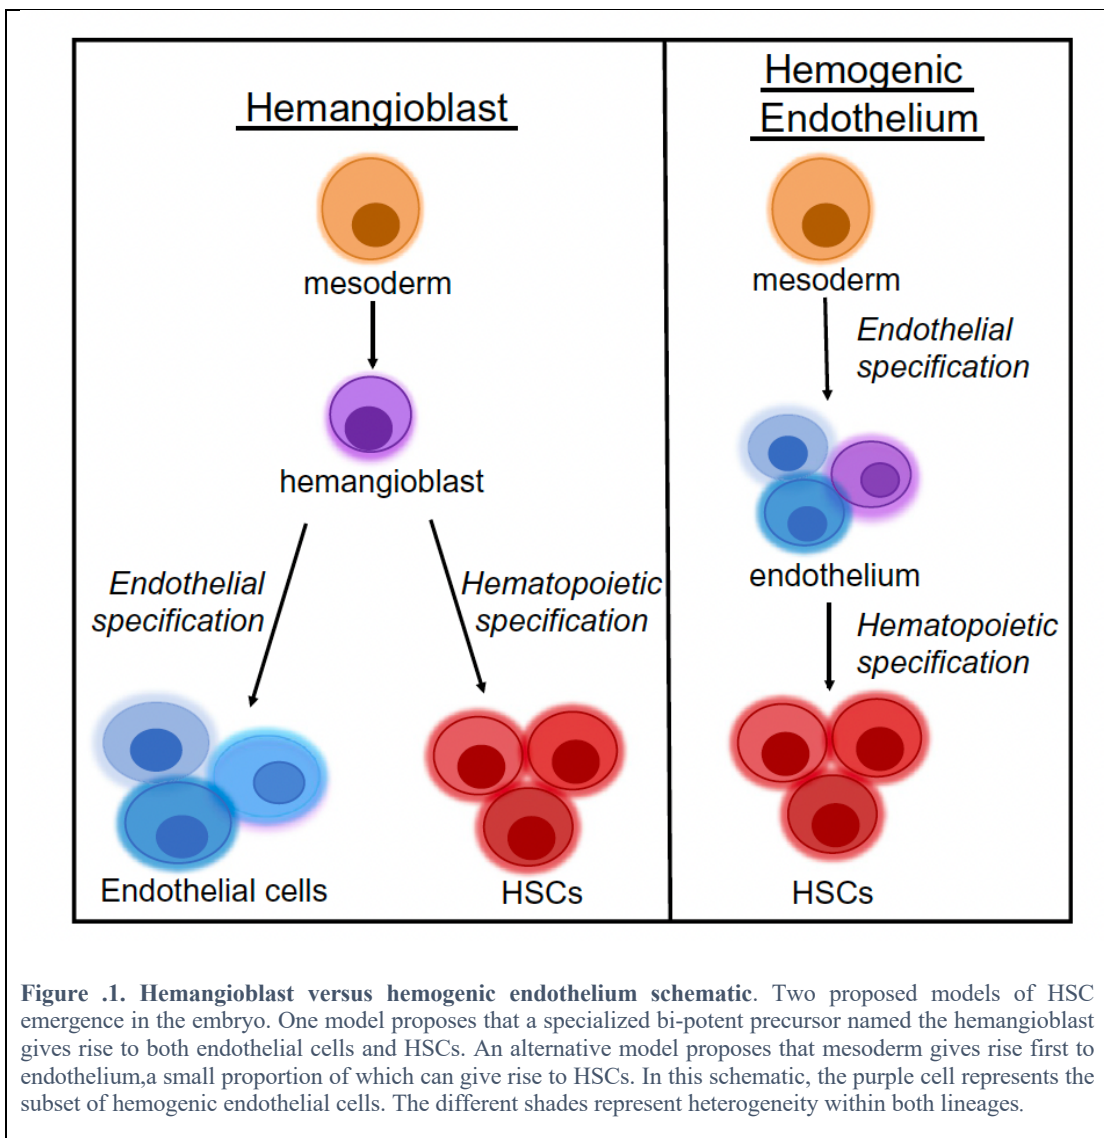 Hemangioblast
mesoderm
hemangioblast
Endothelial
specification
Hematopoietic
specification
Endothelial cells
HSCs
Hemogenic
Endothelium
mesoderm
Endothelial
specification
endothelium
Hematopoietic
specification
HSCs
Figure .1. Hemangioblast versus hemogenic endothelium schematic. Two proposed models of HSC
emergence in the embryo. One model proposes that a specialized bi-potent precursor named the hemangioblast
gives rise to both endothelial cells and HSCs. An alternative model proposes that mesoderm gives rise first to
endothelium,a small proportion of which can give rise to HSCs. In this schematic, the purple cell represents the
subset of hemogenic endothelial cells. The different shades represent heterogeneity within both lineages.